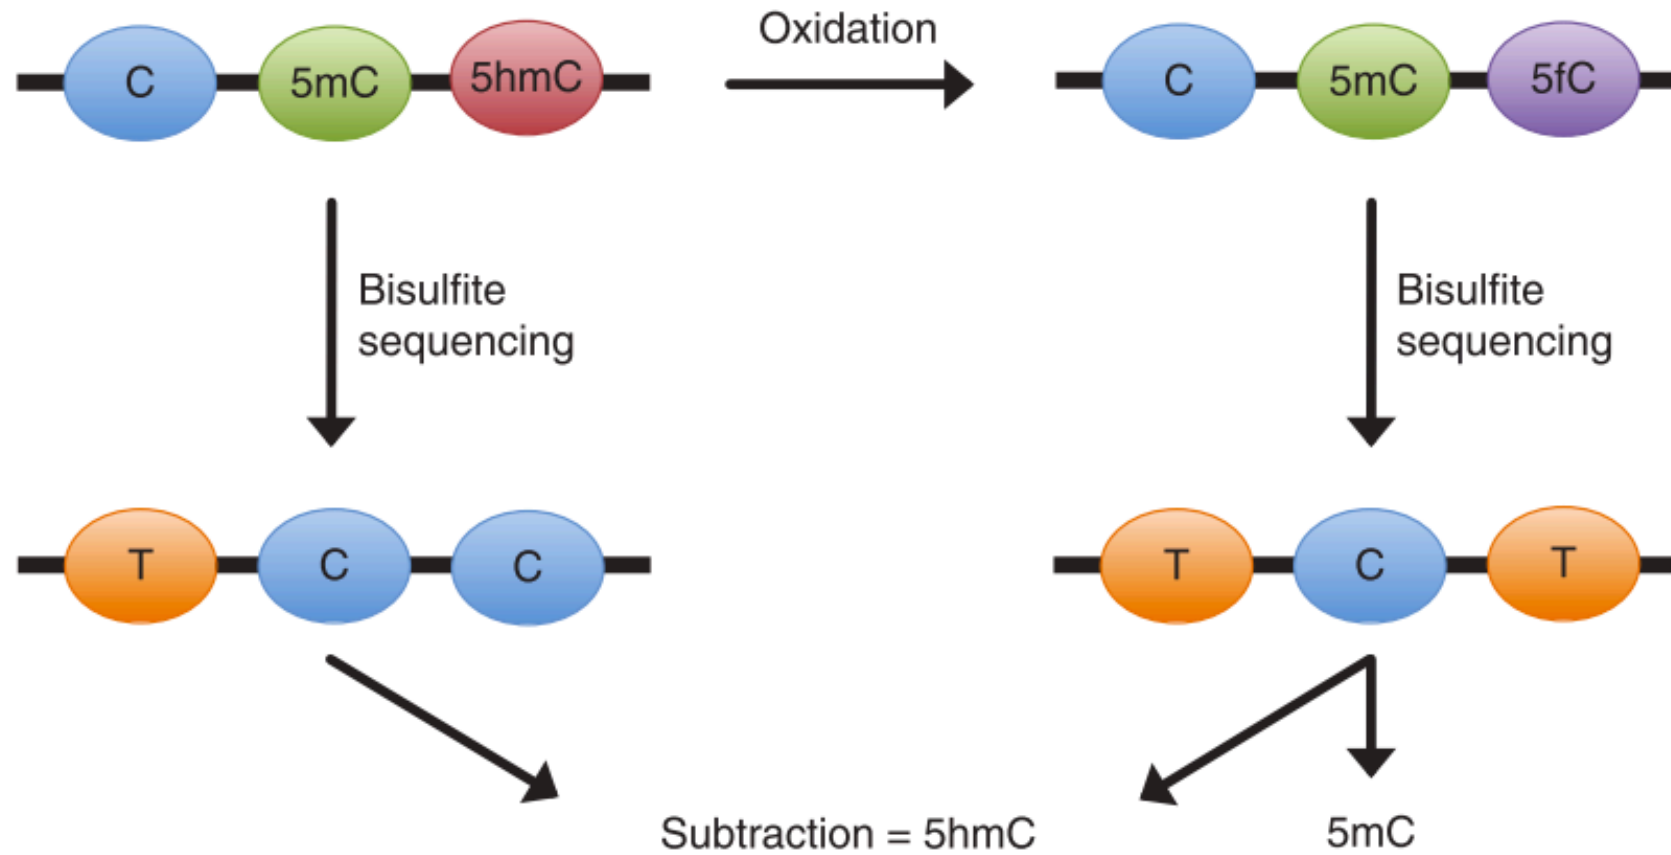 C 5mC 5hmC
Oxidation
C 5mC 5fC
Bisulfite
sequencing
Bisulfite
sequencing
T C C
T C T
Subtraction = 5hmC
5mC